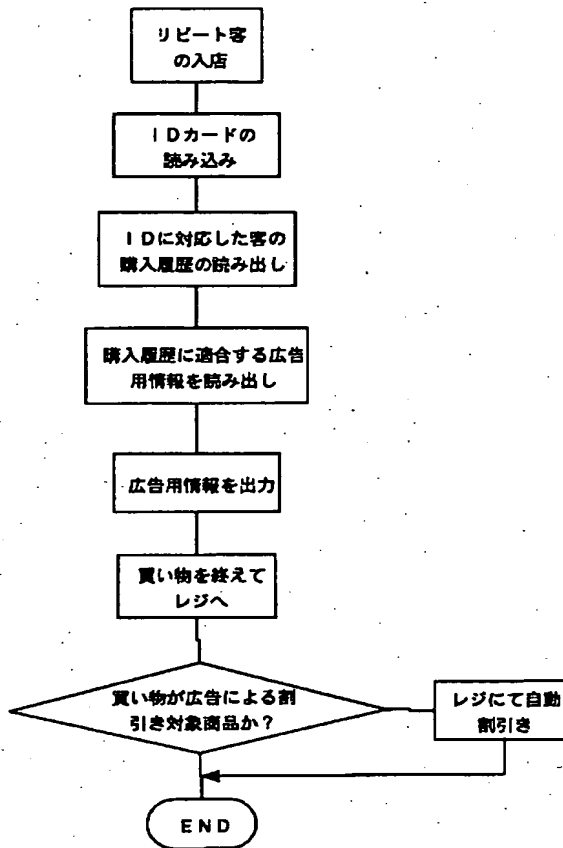 リピート客
の入店
IDカードの
読み込み
IDに対応した客の
購入履歴の読み出し
購入履歴に適合する広告
用情報を読み出し
広告用情報を出力
買い物を終えて
レジへ
買い物が広告による割
引き対象商品か？
レジにて自動
割引き
END